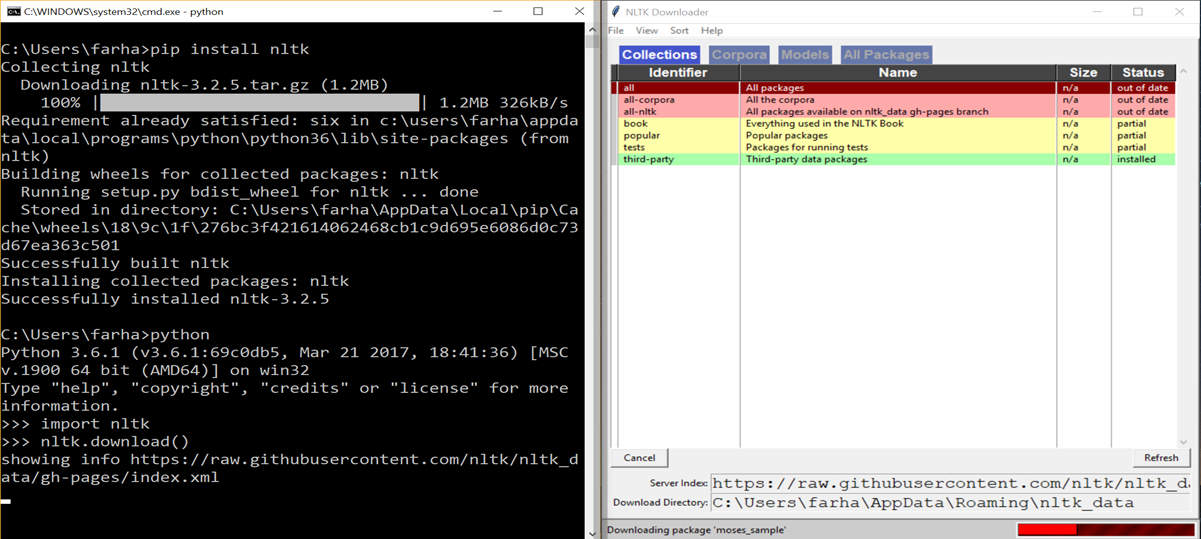 C:\WINDOWS\system32\cmd.exe - python
C:\Users\farha>pip install nltk
Collecting nltk
  Downloading nltk-3.2.5.tar.gz (1.2MB)
    100% |████████████████████████████████| 1.2MB 326kB/s
Requirement already satisfied: six in c:\users\farha\appda
ta\local\programs\python\python36\lib\site-packages (from
nltk)
Building wheels for collected packages: nltk
  Running setup.py bdist_wheel for nltk ... done
  Stored in directory: C:\Users\farha\AppData\Local\pip\Ca
che\wheels\18\9c\1f\276bc3f421614062468cb1c9d695e6086d0c73
d67ea363c501
Successfully built nltk
Installing collected packages: nltk
Successfully installed nltk-3.2.5
C:\Users\farha>python
Python 3.6.1 (v3.6.1:69c0db5, Mar 21 2017, 18:41:36) [MSC
v.1900 64 bit (AMD64)] on win32
Type "help", "copyright", "credits" or "license" for more
information.
>>> import nltk
>>> nltk.download()
showing info https://raw.githubusercontent.com/nltk/nltk_d
ata/gh-pages/index.xml
NLTK Downloader
File View Sort Help
Collections Corpora Models All Packages
Identifier Name Size Status
all All packages n/a out of date
all-corpora All the corpora n/a out of date
all-nltk All packages available on nltk_data gh-pages branch n/a out of date
book Everything used in the NLTK Book n/a partial
popular Popular packages n/a partial
tests Packages for running tests n/a partial
third-party Third-party data packages n/a installed
Cancel Refresh
Server Index: https://raw.githubusercontent.com/nltk/nltk_da
Download Directory: C:\Users\farha\AppData\Roaming\nltk_data
Downloading package 'moses_sample'